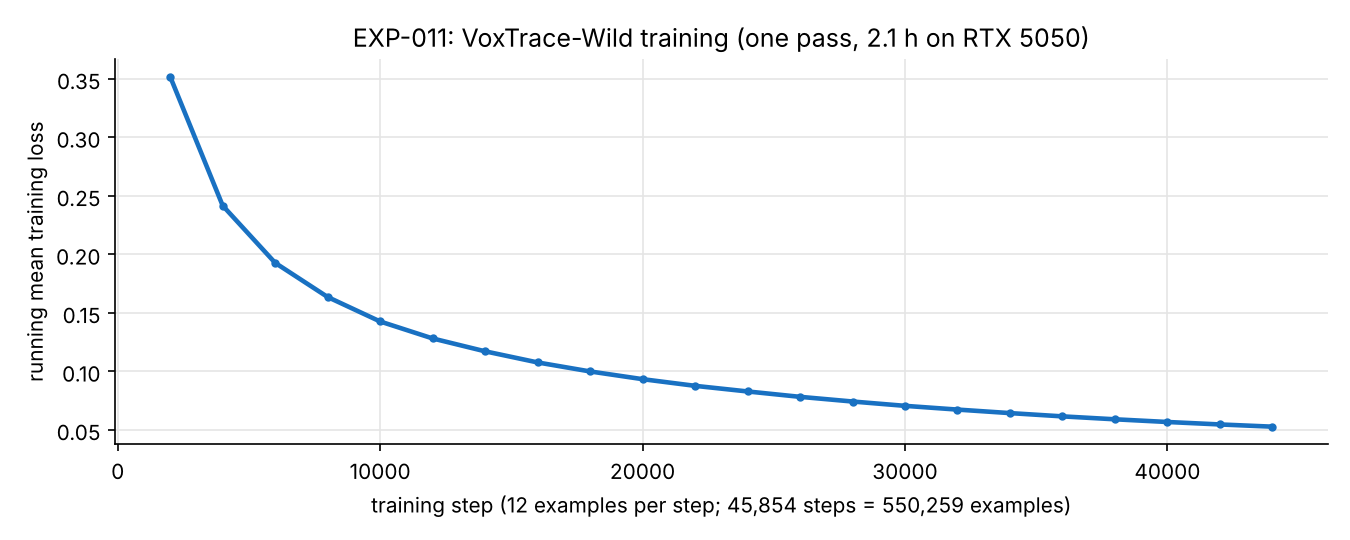 EXP-011: VoxTrace-Wild training (one pass, 2.1 h on RTX 5050)
running mean training loss
0.35
0.30
0.25
0.20
0.15
0.10
0.05
0 10000 20000 30000 40000
training step (12 examples per step; 45,854 steps = 550,259 examples)